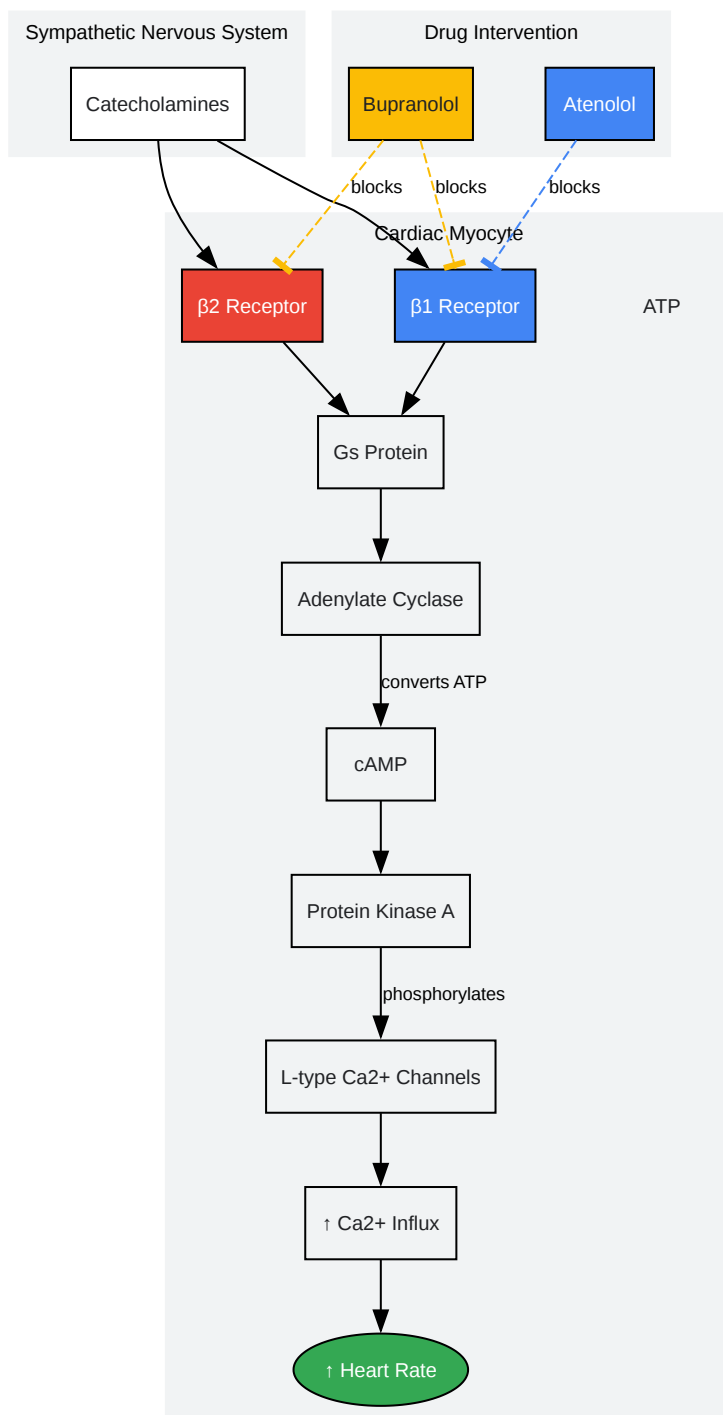 Sympathetic Nervous System
Drug Intervention
Catecholamines
Bupranolol
Atenolol
blocks
blocks
blocks
Cardiac Myocyte
β2 Receptor
β1 Receptor
ATP
Gs Protein
Adenylate Cyclase
converts ATP
cAMP
Protein Kinase A
phosphorylates
L-type Ca2+ Channels
↑ Ca2+ Influx
↑ Heart Rate